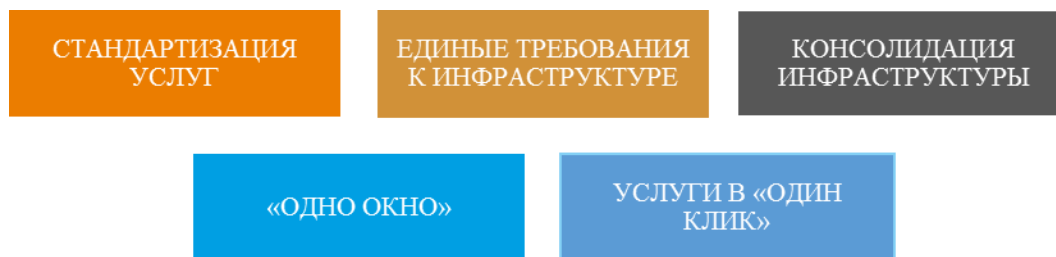 СТАНДАРТИЗАЦИЯ
УСЛУГ
ЕДИНЫЕ ТРЕБОВАНИЯ
К ИНФРАСТРУКТУРЕ
КОНСОЛИДАЦИЯ
ИНФРАСТРУКТУРЫ
«ОДНО ОКНО»
УСЛУГИ В «ОДИН
КЛИК»